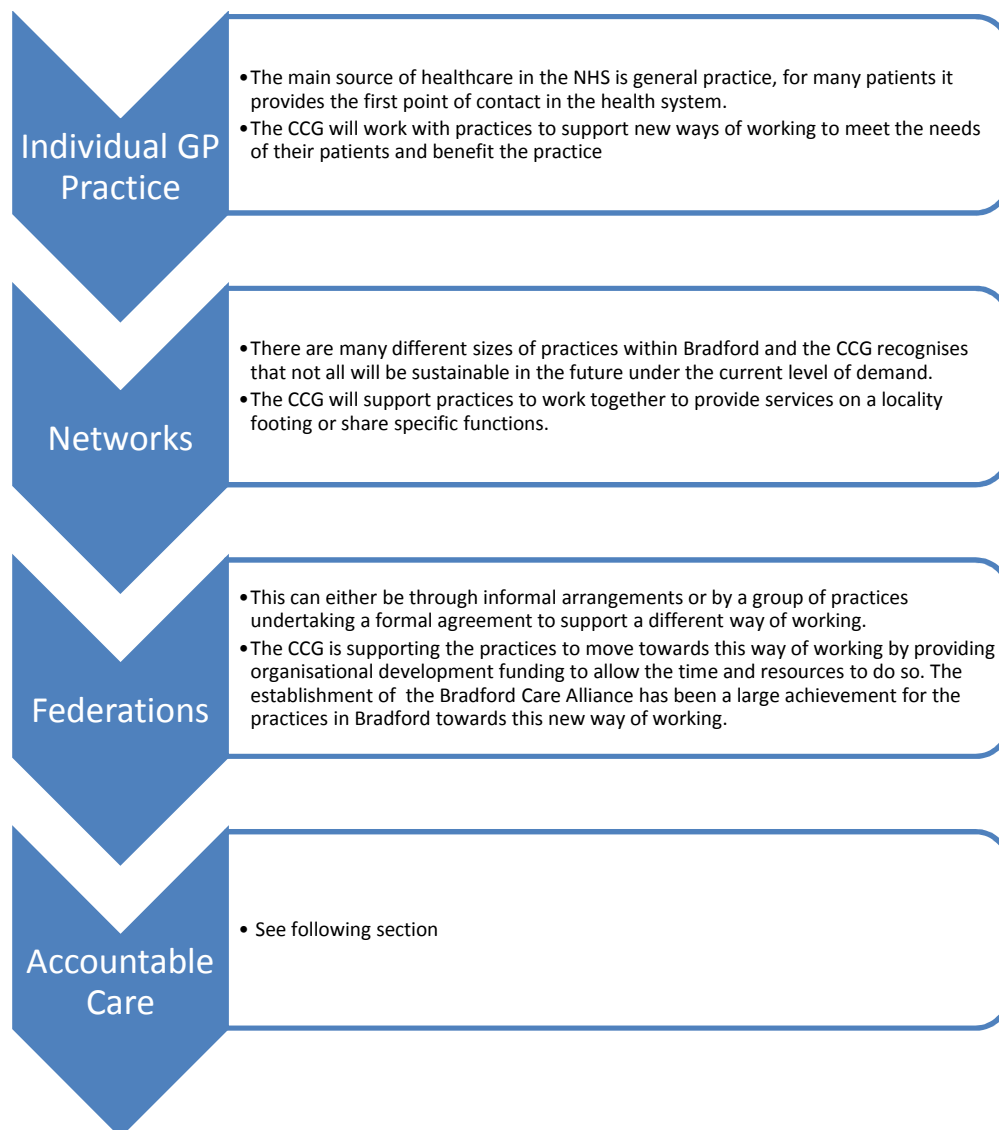 Individual GP
Practice
•The main source of healthcare in the NHS is general practice, for many patients it
provides the first point of contact in the health system.
•The CCG will work with practices to support new ways of working to meet the needs
of their patients and benefit the practice
Networks
•There are many different sizes of practices within Bradford and the CCG recognises
that not all will be sustainable in the future under the current level of demand.
•The CCG will support practices to work together to provide services on a locality
footing or share specific functions.
Federations
•This can either be through informal arrangements or by a group of practices
undertaking a formal agreement to support a different way of working.
•The CCG is supporting the practices to move towards this way of working by providing
organisational development funding to allow the time and resources to do so. The
establishment of  the Bradford Care Alliance has been a large achievement for the
practices in Bradford towards this new way of working.
Accountable
Care
• See following section